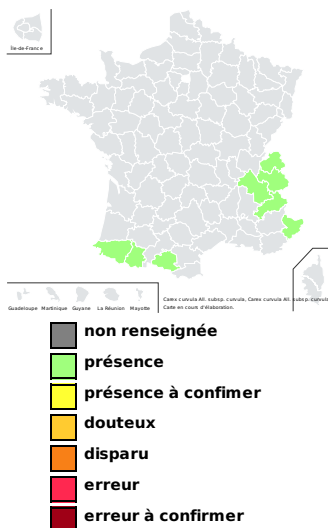 Île-de-France
Guadeloupe Martinique Guyane La Réunion Mayotte
Carex curvula All. subsp. curvula, Carex curvula All. subsp. curvula
Carte en cours d'élaboration.
non renseignée
présence
présence à confimer
douteux
disparu
erreur
erreur à confirmer